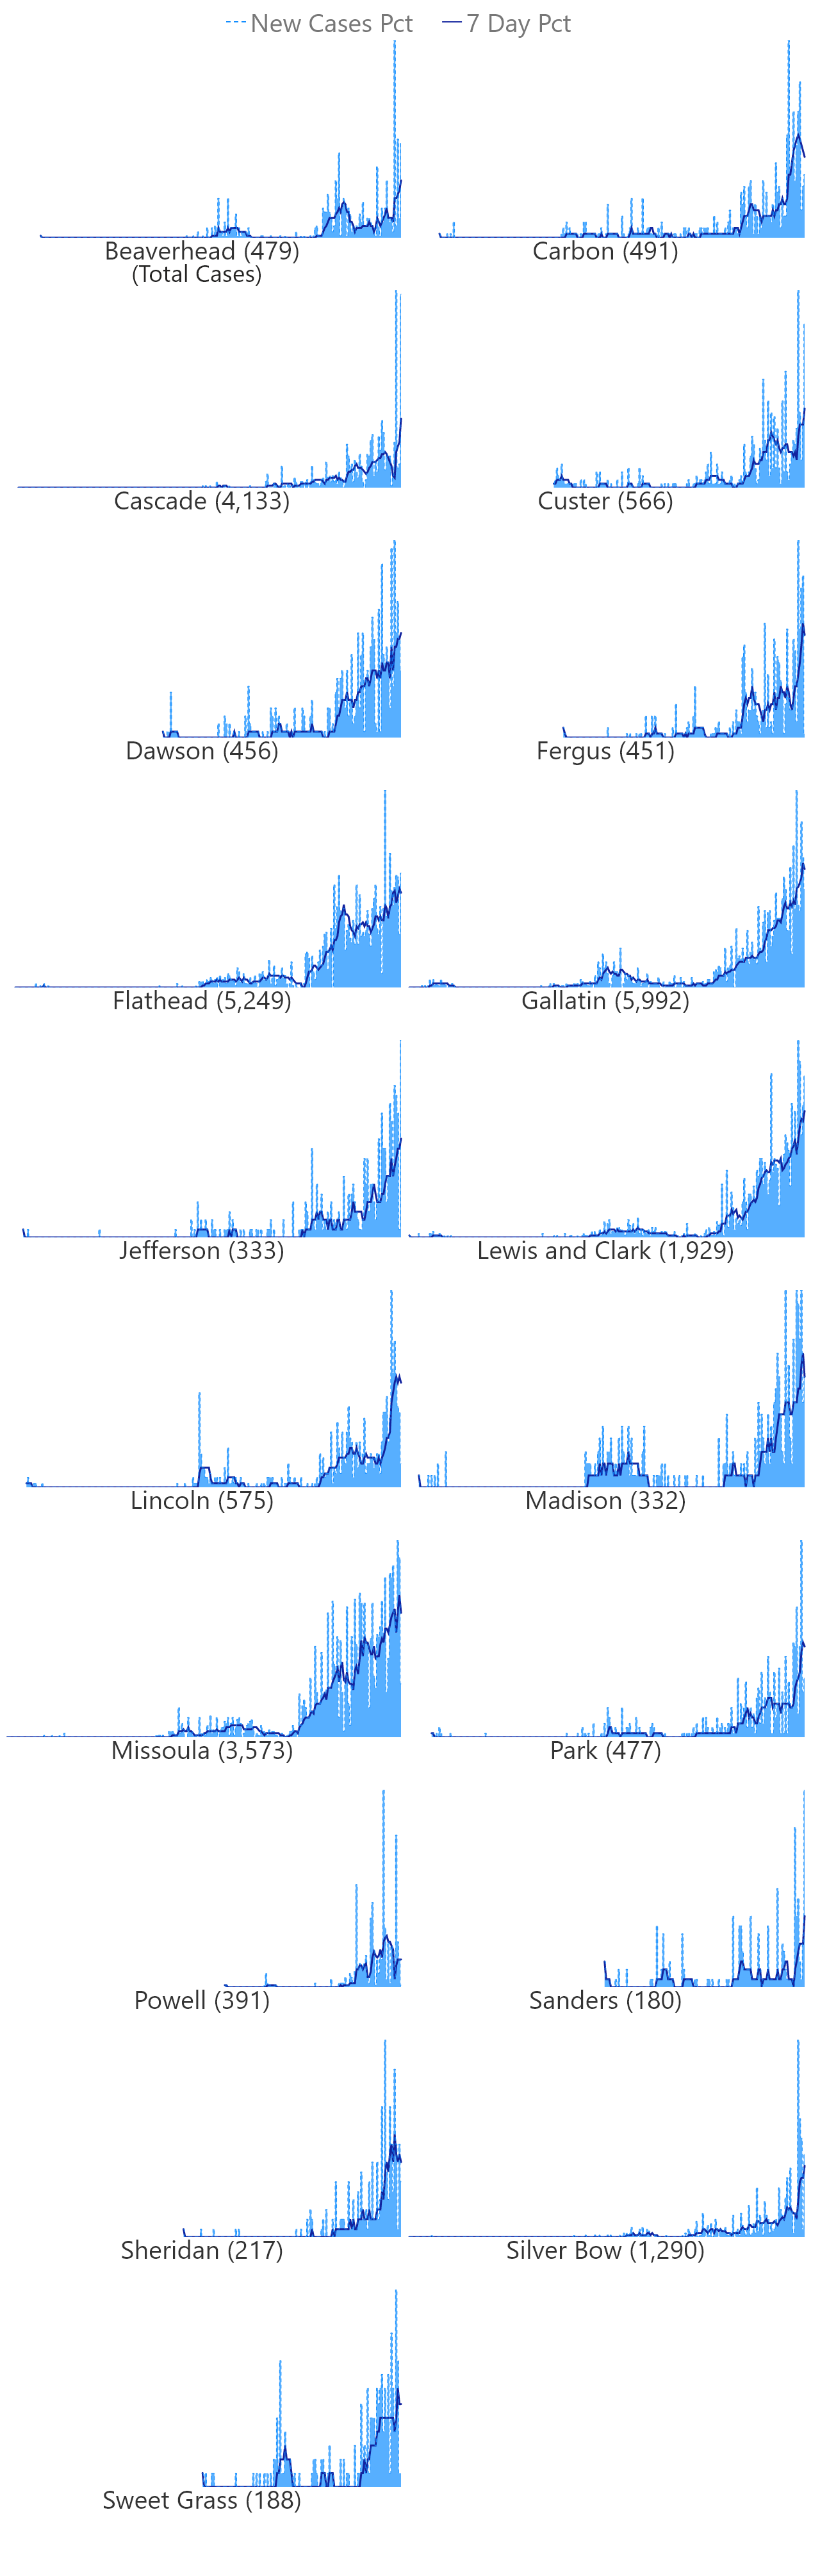 New Cases Pct 7 Day Pct
Beaverhead (479) Carbon (491)
(Total Cases)
Cascade (4,133) Custer (566)
Dawson (456) Fergus (451)
Flathead (5,249) Gallatin (5,992)
Jefferson (333) Lewis and Clark (1,929)
Lincoln (575) Madison (332)
Missoula (3,573) Park (477)
Powell (391) Sanders (180)
Sheridan (217) Silver Bow (1,290)
Sweet Grass (188)